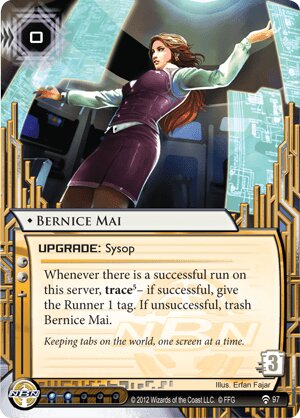 0
♦ BERNICE MAI
UPGRADE: Sysop
Whenever there is a successful run on
this server, trace⁵– if successful, give
the Runner 1 tag. If unsuccessful, trash
Bernice Mai.
Keeping tabs on the world, one screen at a time.
NBN
3
Illus. Erfan Fajar
NBN
© 2012 Wizards of the Coast LLC. © FFG
97